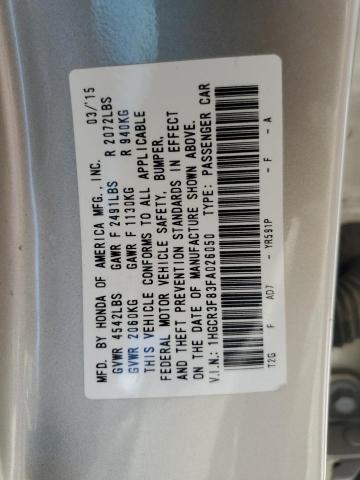 MFD. BY HONDA OF AMERICA MFG., INC. 03/'15
GVWR 4542LBS GAWR F 2491LBS R 2072LBS
GVWR 2060KG GAWR F 1130KG R 940KG
THIS VEHICLE CONFORMS TO ALL APPLICABLE
FEDERAL MOTOR VEHICLE SAFETY, BUMPER,
AND THEFT PREVENTION STANDARDS IN EFFECT
ON THE DATE OF MANUFACTURE SHOWN ABOVE.
V.I.N.: 1HGCR3F83FA026050 TYPE: PASSENGER CAR
T2G F AD7 - YR591P - F - A